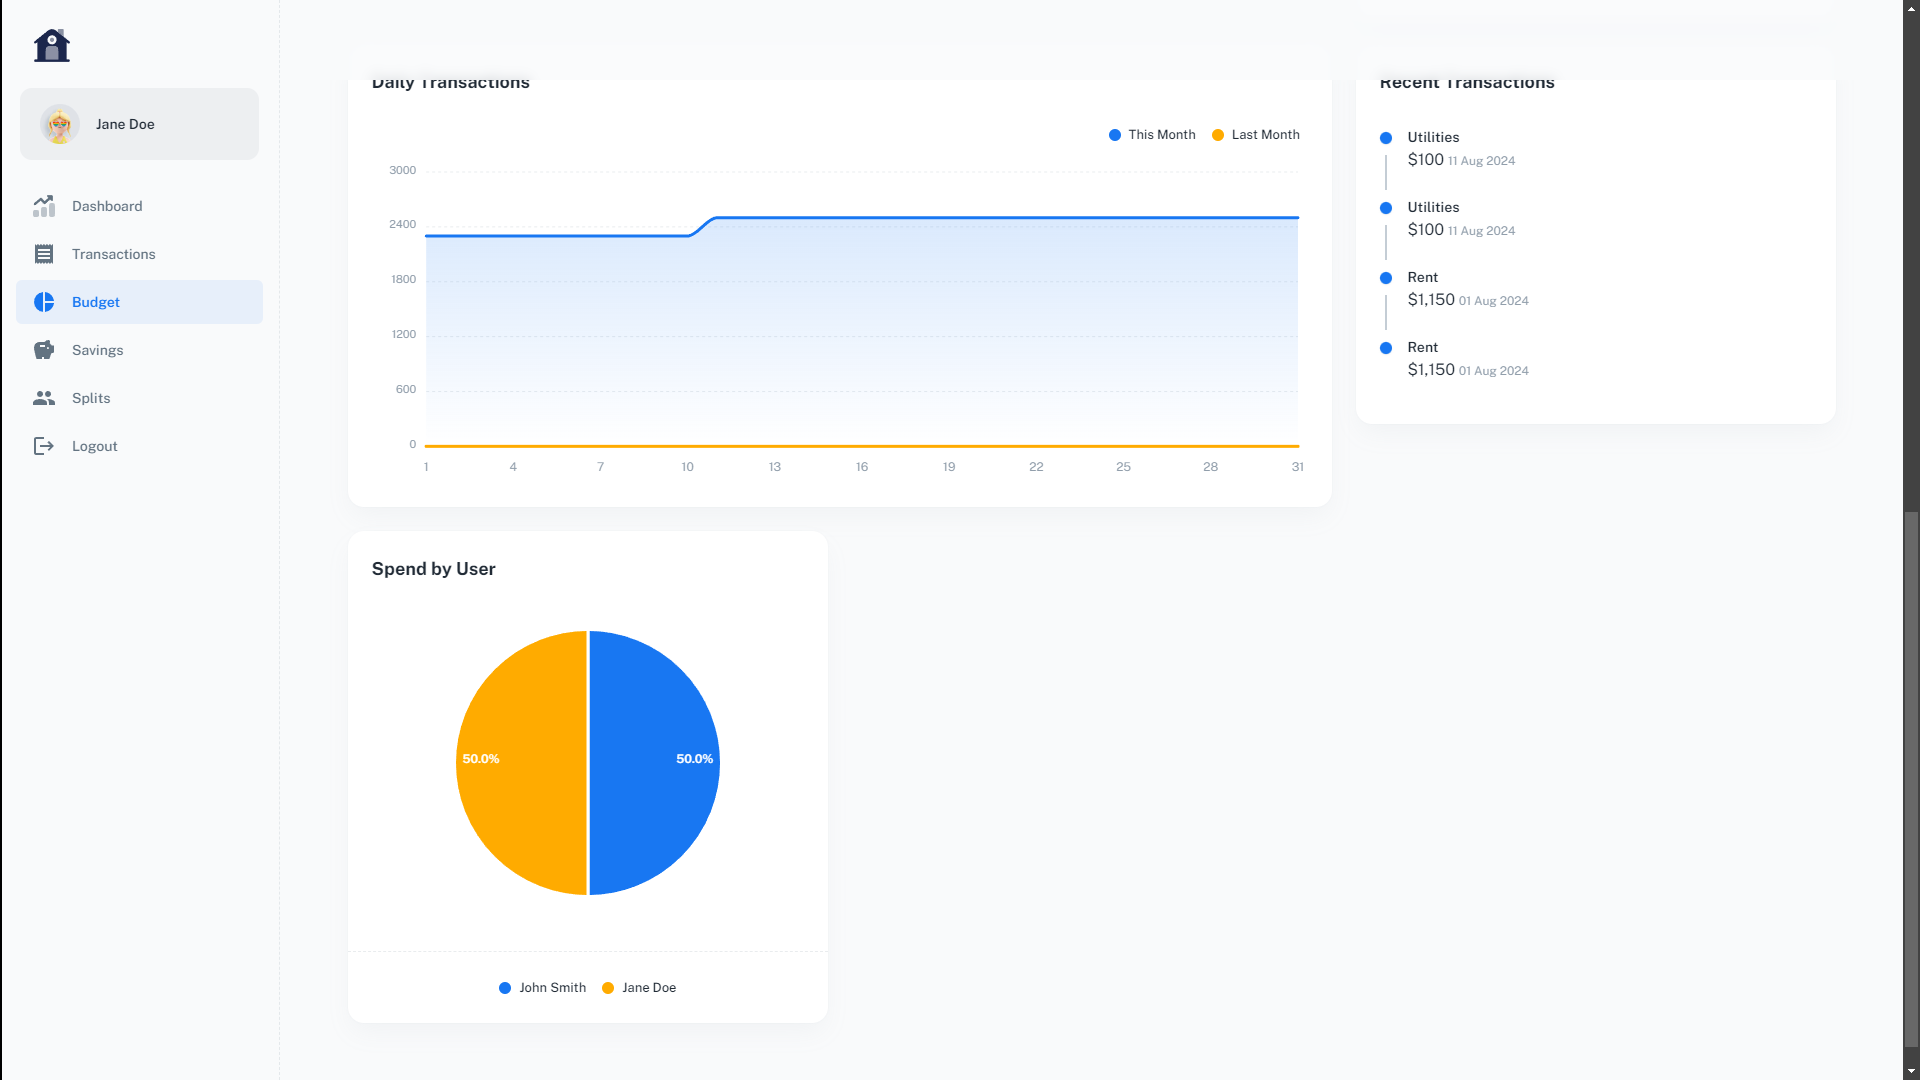 Jane Doe
Dashboard
Transactions
Budget
Savings
Splits
Logout
Daily Transactions
This Month
Last Month
3000
2400
1800
1200
600
0
1 4 7 10 13 16 19 22 25 28 31
Recent Transactions
Utilities
$100 11 Aug 2024
Utilities
$100 11 Aug 2024
Rent
$1,150 01 Aug 2024
Rent
$1,150 01 Aug 2024
Spend by User
50.0% 50.0%
John Smith Jane Doe